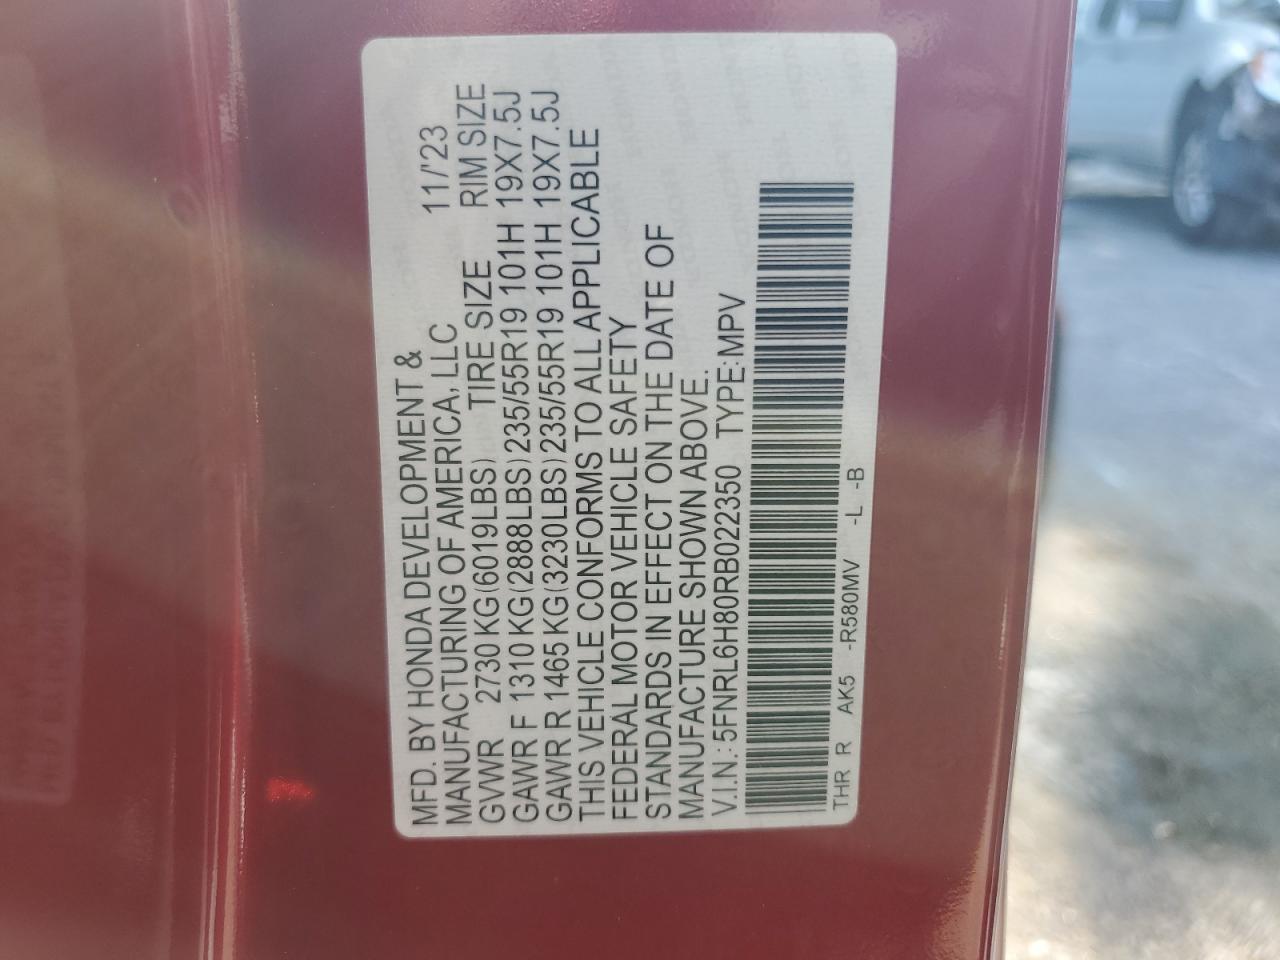 MFD. BY HONDA DEVELOPMENT &
MANUFACTURING OF AMERICA, LLC 11/'23
GVWR 2730 KG(6019LBS) TIRE SIZE RIM SIZE
GAWR F 1310 KG(2888LBS) 235/55R19 101H 19X7.5J
GAWR R 1465 KG(3230LBS) 235/55R19 101H 19X7.5J
THIS VEHICLE CONFORMS TO ALL APPLICABLE
FEDERAL MOTOR VEHICLE SAFETY
STANDARDS IN EFFECT ON THE DATE OF
MANUFACTURE SHOWN ABOVE.
V.I.N.: 5FNRL6H80RB022350 TYPE:MPV
THR R AK5 -R580MV -L -B